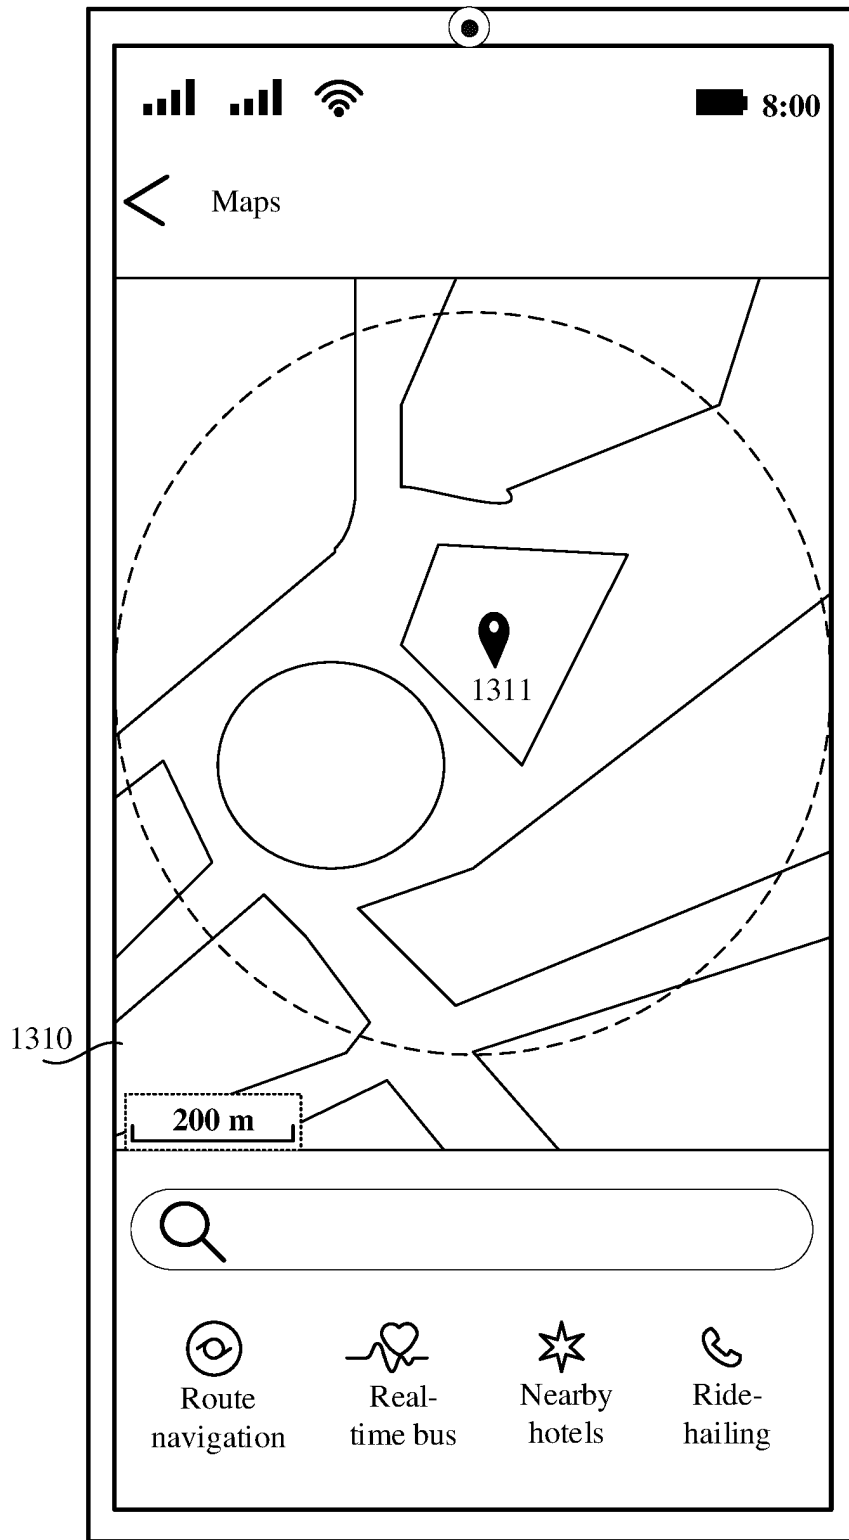 8:00
Maps
1311
1310
200 m
Route
navigation
Real-
time bus
Nearby
hotels
Ride-
hailing